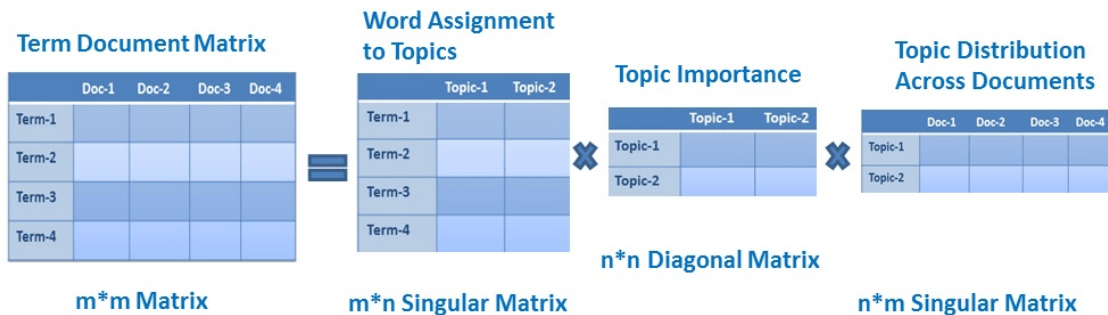 Term Document Matrix
Doc-1 Doc-2 Doc-3 Doc-4
Term-1
Term-2
Term-3
Term-4
m*m Matrix
Word Assignment
to Topics
Topic-1 Topic-2
Term-1
Term-2
Term-3
Term-4
m*n Singular Matrix
Topic Importance
Topic-1 Topic-2
Topic-1
Topic-2
n*n Diagonal Matrix
Topic Distribution
Across Documents
Doc-1 Doc-2 Doc-3 Doc-4
Topic-1
Topic-2
n*m Singular Matrix